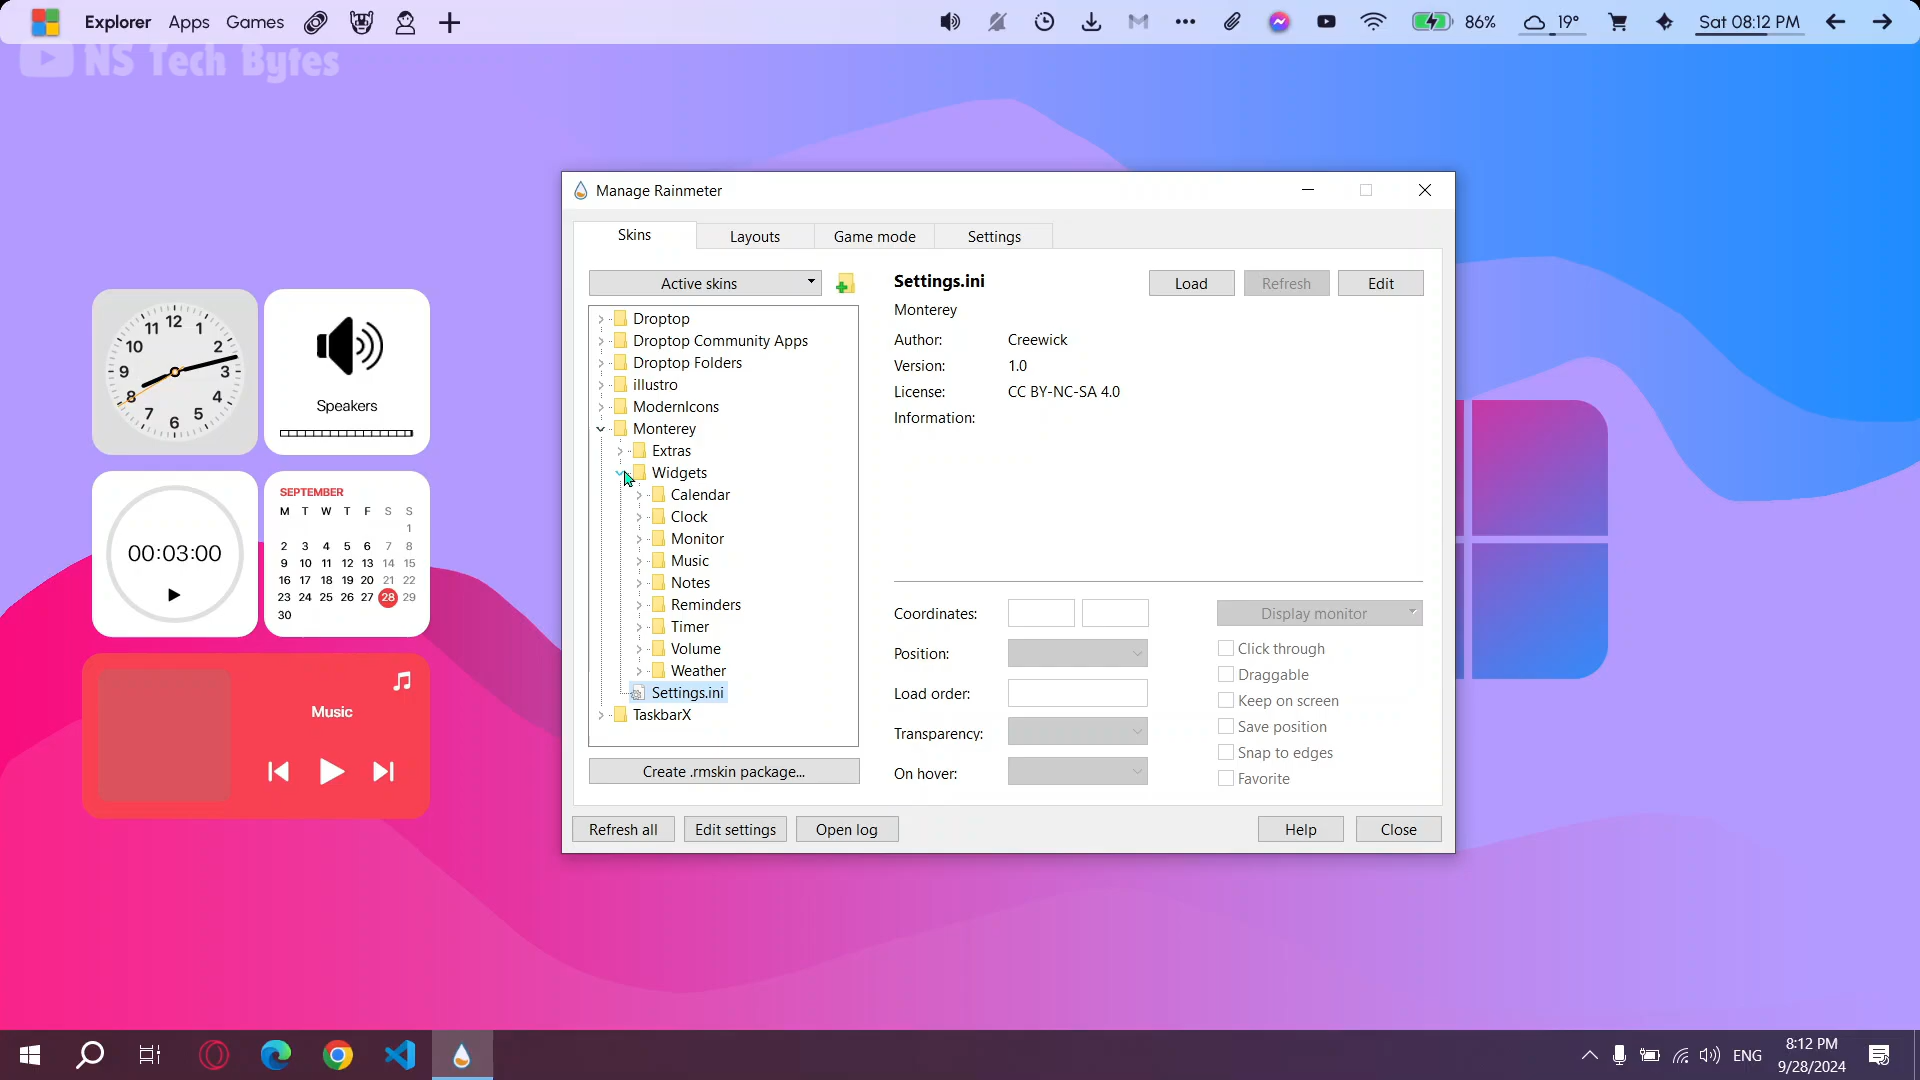 Explorer Apps Games
86% 19° Sat 08:12 PM
NS Tech Bytes
Manage Rainmeter
Skins Layouts Game mode Settings
Active skins
Droptop
Droptop Community Apps
Droptop Folders
illustro
ModernIcons
Monterey
Extras
Widgets
Calendar
Clock
Monitor
Music
Notes
Reminders
Timer
Volume
Weather
Settings.ini
TaskbarX
Create .rmskin package...
Settings.ini Load Refresh Edit
Monterey
Author: Creewick
Version: 1.0
License: CC BY-NC-SA 4.0
Information:
Coordinates: Display monitor
Position: Click through
Draggable
Load order: Keep on screen
Save position
Transparency: Snap to edges
On hover: Favorite
Refresh all Edit settings Open log Help Close
12 1 2 3 4 5 6 7 8 9 10 11
Speakers
00:03:00
SEPTEMBER
M T W T F S S
1
2 3 4 5 6 7 8
9 10 11 12 13 14 15
16 17 18 19 20 21 22
23 24 25 26 27 28 29
30
Music
ENG 8:12 PM
9/28/2024